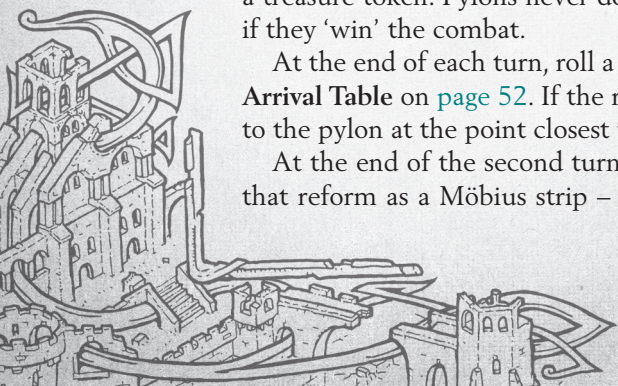 a treasure token. Pylons never do
if they ‘win’ the combat.
At the end of each turn, roll a
Arrival Table on page 52. If the r
to the pylon at the point closest
At the end of the second turn
that reform as a Möbius strip –